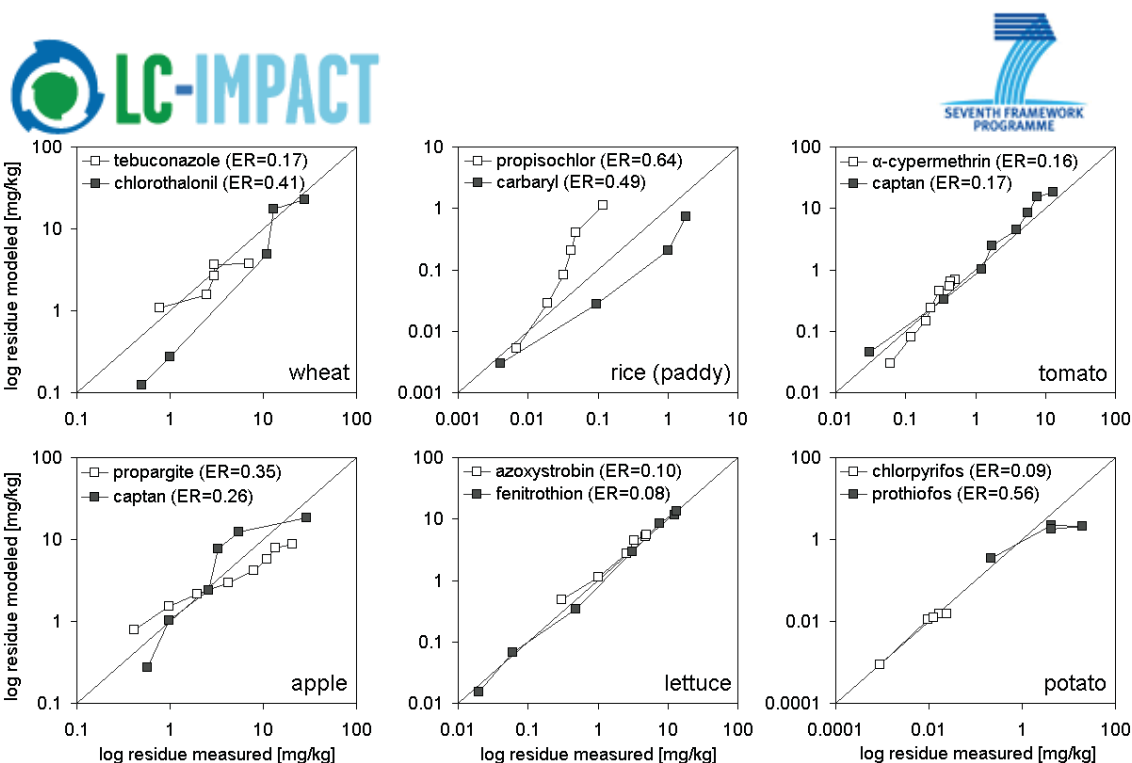 LC-IMPACT
SEVENTH FRAMEWORK
PROGRAMME
log residue modeled [mg/kg]
100
10
1
0.1
tebuconazole (ER=0.17)
chlorothalonil (ER=0.41)
wheat
0.1 1 10 100
10
1
0.1
0.01
0.001
propisochlor (ER=0.64)
carbaryl (ER=0.49)
rice (paddy)
0.001 0.01 0.1 1 10
100
10
1
0.1
0.01
α-cypermethrin (ER=0.16)
captan (ER=0.17)
tomato
0.01 0.1 1 10 100
log residue modeled [mg/kg]
100
10
1
0.1
propargite (ER=0.35)
captan (ER=0.26)
apple
0.1 1 10 100
log residue measured [mg/kg]
100
10
1
0.1
0.01
azoxystrobin (ER=0.10)
fenitrothion (ER=0.08)
lettuce
0.01 0.1 1 10 100
log residue measured [mg/kg]
100
1
0.01
0.0001
chlorpyrifos (ER=0.09)
prothiofos (ER=0.56)
potato
0.0001 0.01 1 100
log residue measured [mg/kg]